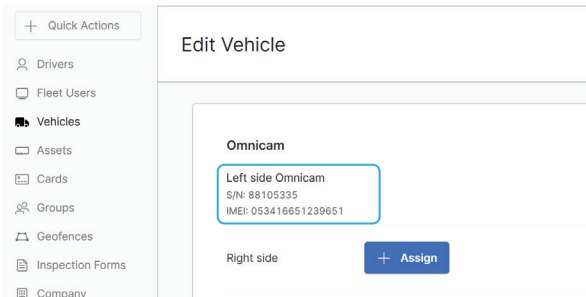 + Quick Actions
Drivers
Fleet Users
Vehicles
Assets
Cards
Groups
Geofences
Inspection Forms
Company
Edit Vehicle
Omnicam
Left side Omnicam
S/N: 88105335
IMEI: 053416651239651
Right side
+ Assign